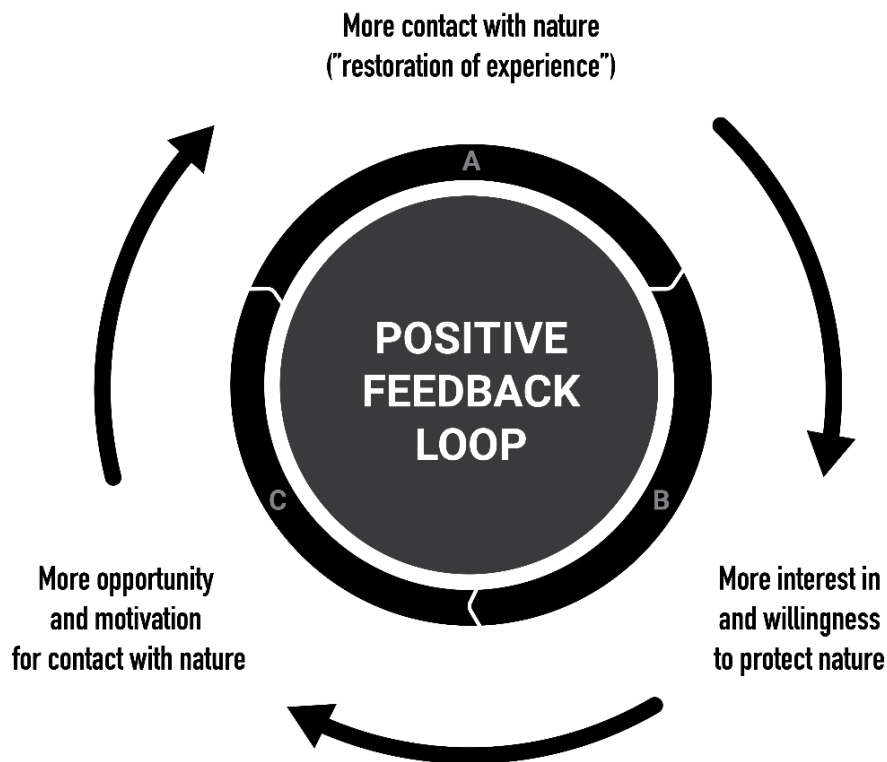 More contact with nature
("restoration of experience")
A
POSITIVE
FEEDBACK
LOOP
C
B
More opportunity
and motivation
for contact with nature
More interest in
and willingness
to protect nature